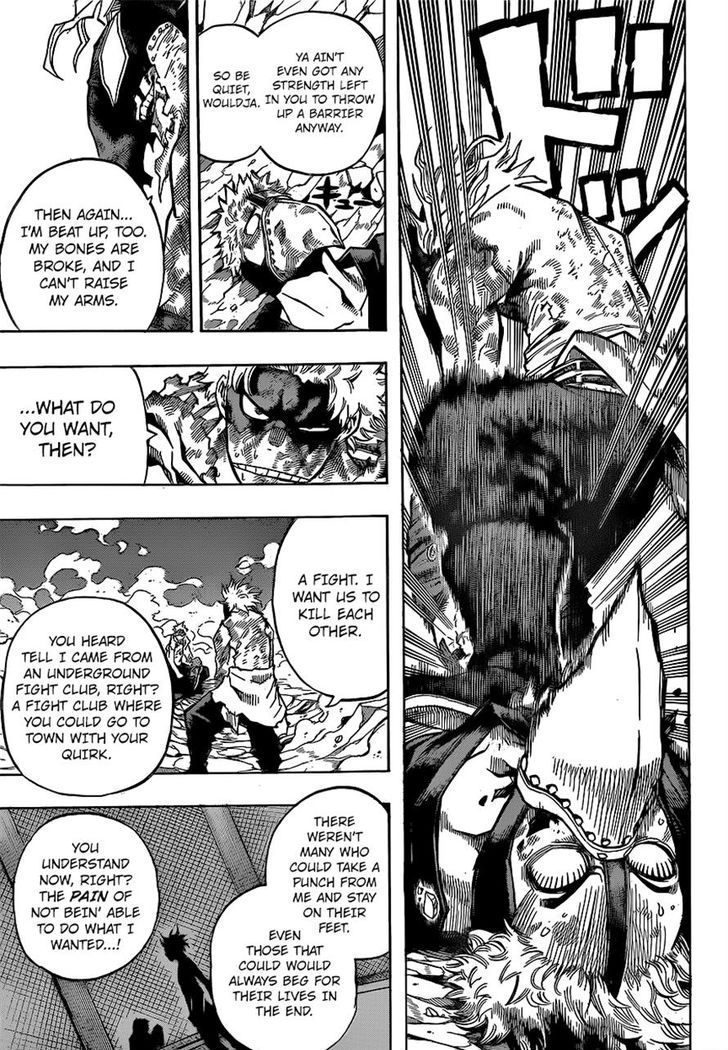 YA AIN'T
EVEN GOT ANY
STRENGTH LEFT
IN YOU TO THROW
UP A BARRIER
ANYWAY.
SO BE
QUIET,
WOULDJA.
THEN AGAIN...
I'M BEAT UP, TOO.
MY BONES ARE
BROKE, AND I
CAN'T RAISE
MY ARMS.
...WHAT DO
YOU WANT,
THEN?
A FIGHT. I
WANT US TO
KILL EACH
OTHER.
YOU HEARD
TELL I CAME FROM
AN UNDERGROUND
FIGHT CLUB, RIGHT?
A FIGHT CLUB WHERE
YOU COULD GO TO
TOWN WITH YOUR
QUIRK.
THERE
WEREN'T
MANY WHO
COULD TAKE A
PUNCH FROM
ME AND STAY
ON THEIR
FEET.
EVEN
THOSE THAT
COULD WOULD
ALWAYS BEG FOR
THEIR LIVES IN
THE END.
YOU
UNDERSTAND
NOW, RIGHT?
THE PAIN OF
NOT BEIN' ABLE
TO DO WHAT I
WANTED...!